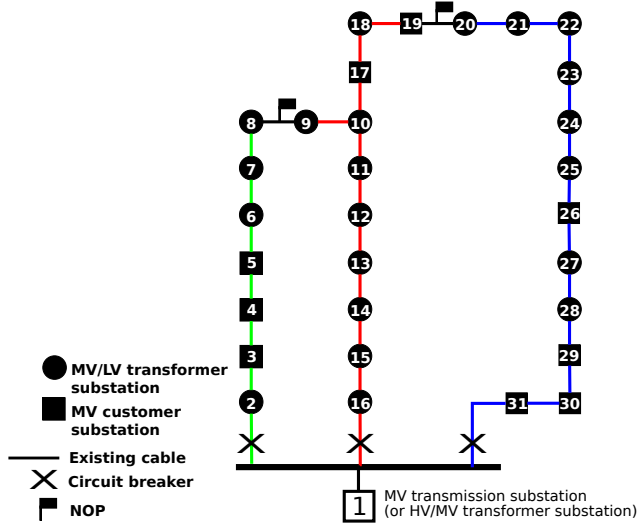 18 19 20 21 22
17 23
8 9 10 24
7 11 25
6 12 26
5 13 27
4 14 28
3 15 29
2 16 31 30
MV/LV transformer
substation
MV customer
substation
Existing cable
Circuit breaker
NOP
1
MV transmission substation
(or HV/MV transformer substation)